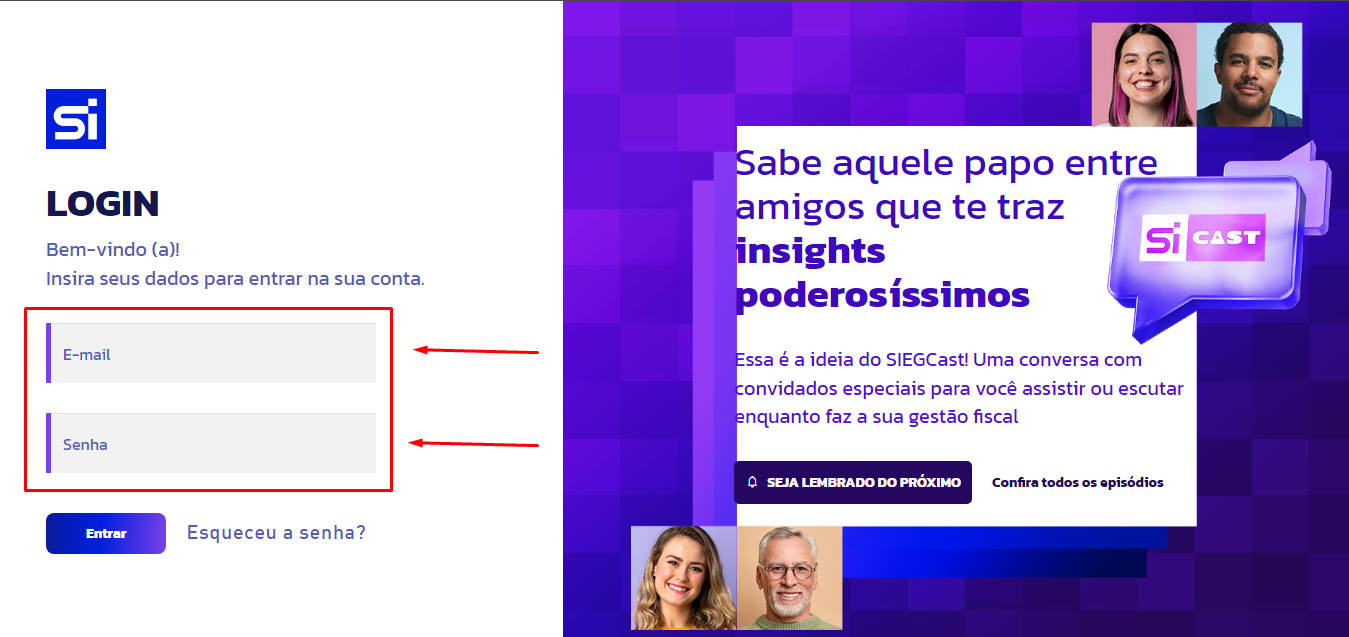 Si
LOGIN
Bem-vindo (a)!
Insira seus dados para entrar na sua conta.
E-mail
Senha
Entrar
Esqueceu a senha?
Sabe aquele papo entre
amigos que te traz
insights
poderosíssimos
Si CAST
Essa é a ideia do SIEGCast! Uma conversa com
convidados especiais para você assistir ou escutar
enquanto faz a sua gestão fiscal
SEJA LEMBRADO DO PRÓXIMO
Confira todos os episódios